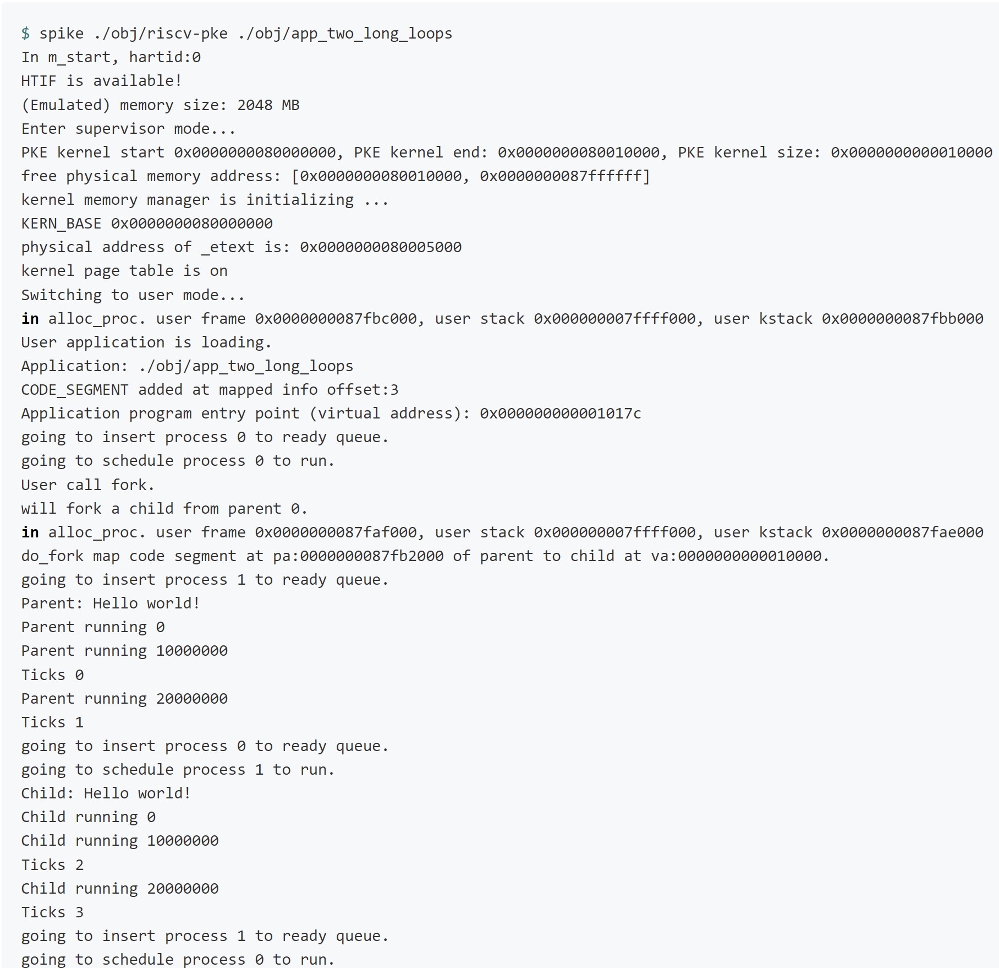 $ spike ./obj/riscv-pke ./obj/app_two_long_loops
In m_start, hartid:0
HTIF is available!
(Emulated) memory size: 2048 MB
Enter supervisor mode...
PKE kernel start 0x0000000080000000, PKE kernel end: 0x0000000080010000, PKE kernel size: 0x0000000000010000
free physical memory address: [0x0000000080010000, 0x0000000087ffffff]
kernel memory manager is initializing ...
KERN_BASE 0x0000000080000000
physical address of _etext is: 0x0000000080005000
kernel page table is on
Switching to user mode...
in alloc_proc. user frame 0x0000000087fbc000, user stack 0x000000007ffff000, user kstack 0x0000000087fbb000
User application is loading.
Application: ./obj/app_two_long_loops
CODE_SEGMENT added at mapped info offset:3
Application program entry point (virtual address): 0x000000000001017c
going to insert process 0 to ready queue.
going to schedule process 0 to run.
User call fork.
will fork a child from parent 0.
in alloc_proc. user frame 0x0000000087faf000, user stack 0x000000007ffff000, user kstack 0x0000000087fae000
do_fork map code segment at pa:0000000087fb2000 of parent to child at va:0000000000010000.
going to insert process 1 to ready queue.
Parent: Hello world!
Parent running 0
Parent running 10000000
Ticks 0
Parent running 20000000
Ticks 1
going to insert process 0 to ready queue.
going to schedule process 1 to run.
Child: Hello world!
Child running 0
Child running 10000000
Ticks 2
Child running 20000000
Ticks 3
going to insert process 1 to ready queue.
going to schedule process 0 to run.